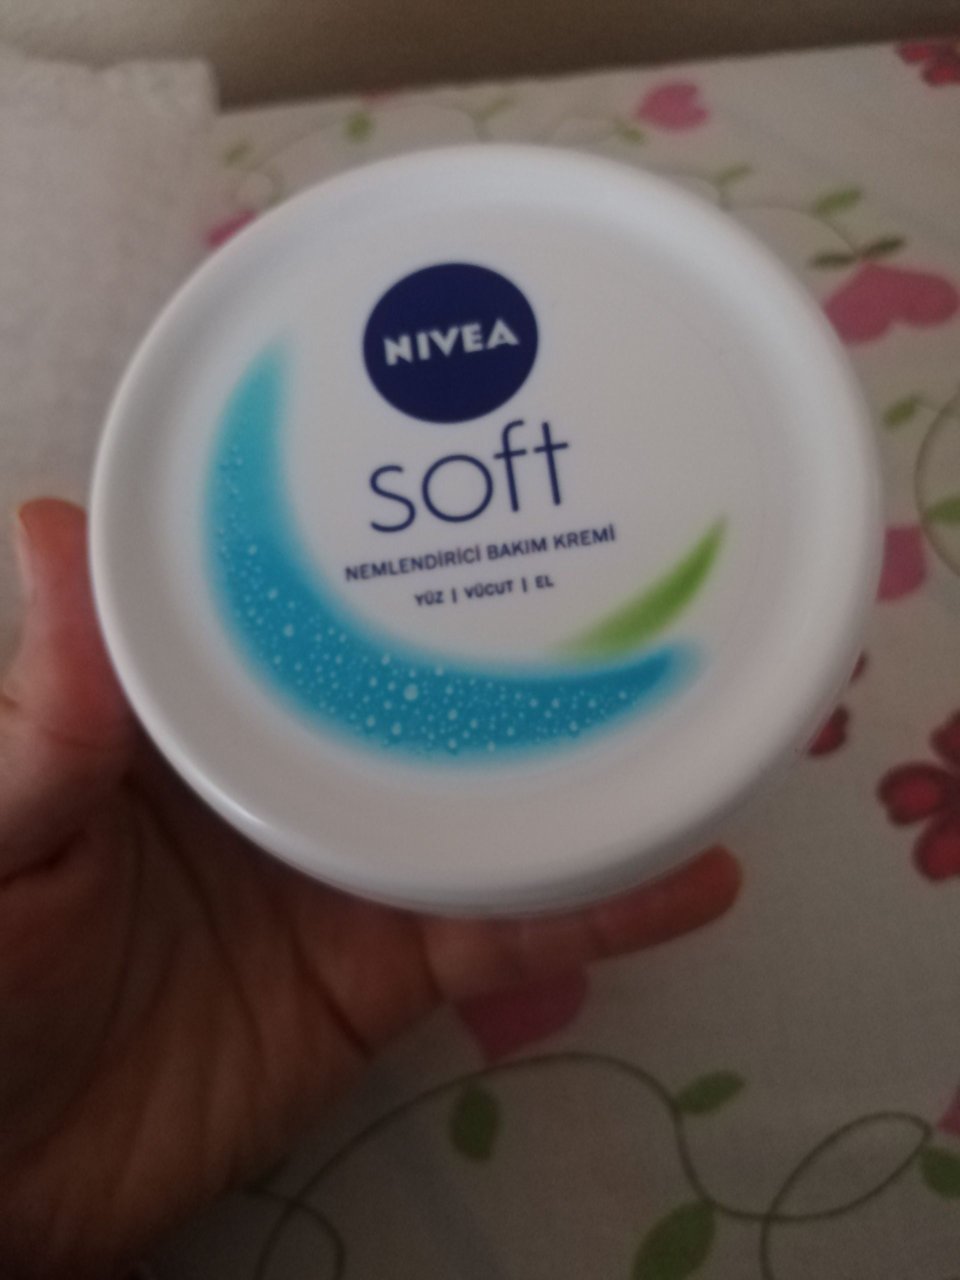 NIVEA
soft
NEMLENDİRİCİ BAKIM KREMİ
YÜZ | VÜCUT | EL